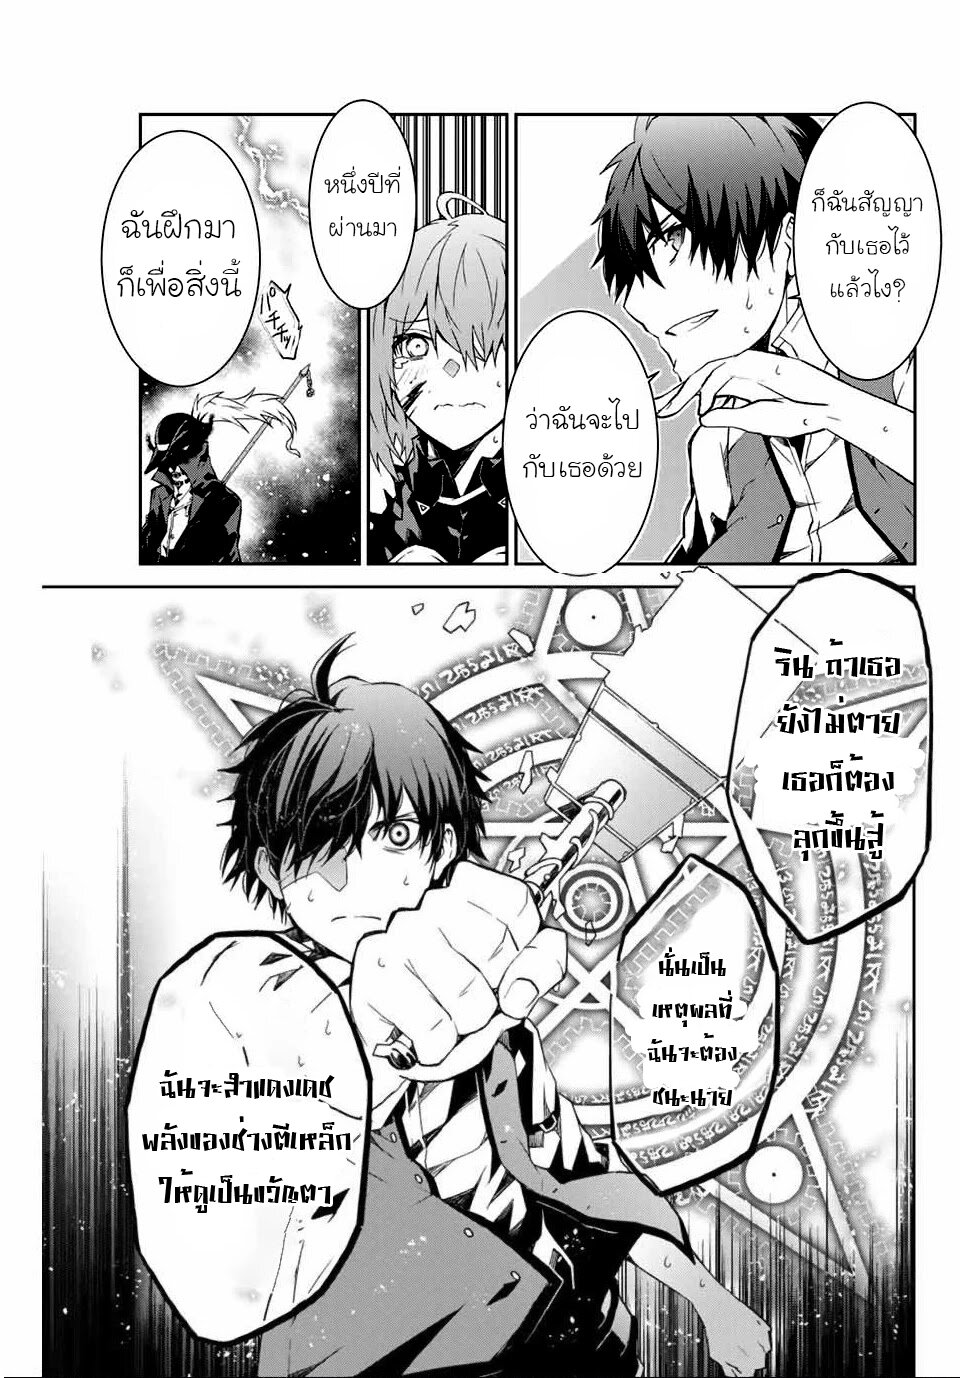 ก็ฉันสัญญา
กับเธอไว้
แล้วไง?
ว่าฉันจะไป
กับเธอด้วย
หนึ่งปีที่
ผ่านมา
ฉันฝึกมา
ก็เพื่อสิ่งนี้
パチチッ
ริน ถ้าเธอ
ยังไม่ตาย
เธอก็ต้อง
ลุกขึ้นสู้
นั่นเป็น
เหตุผลที่
ฉันจะต้อง
ชนะนาย
ฉันจะสำแดงเดช
พลังของช่างตีเหล็ก
ให้ดูเป็นขวัญตา